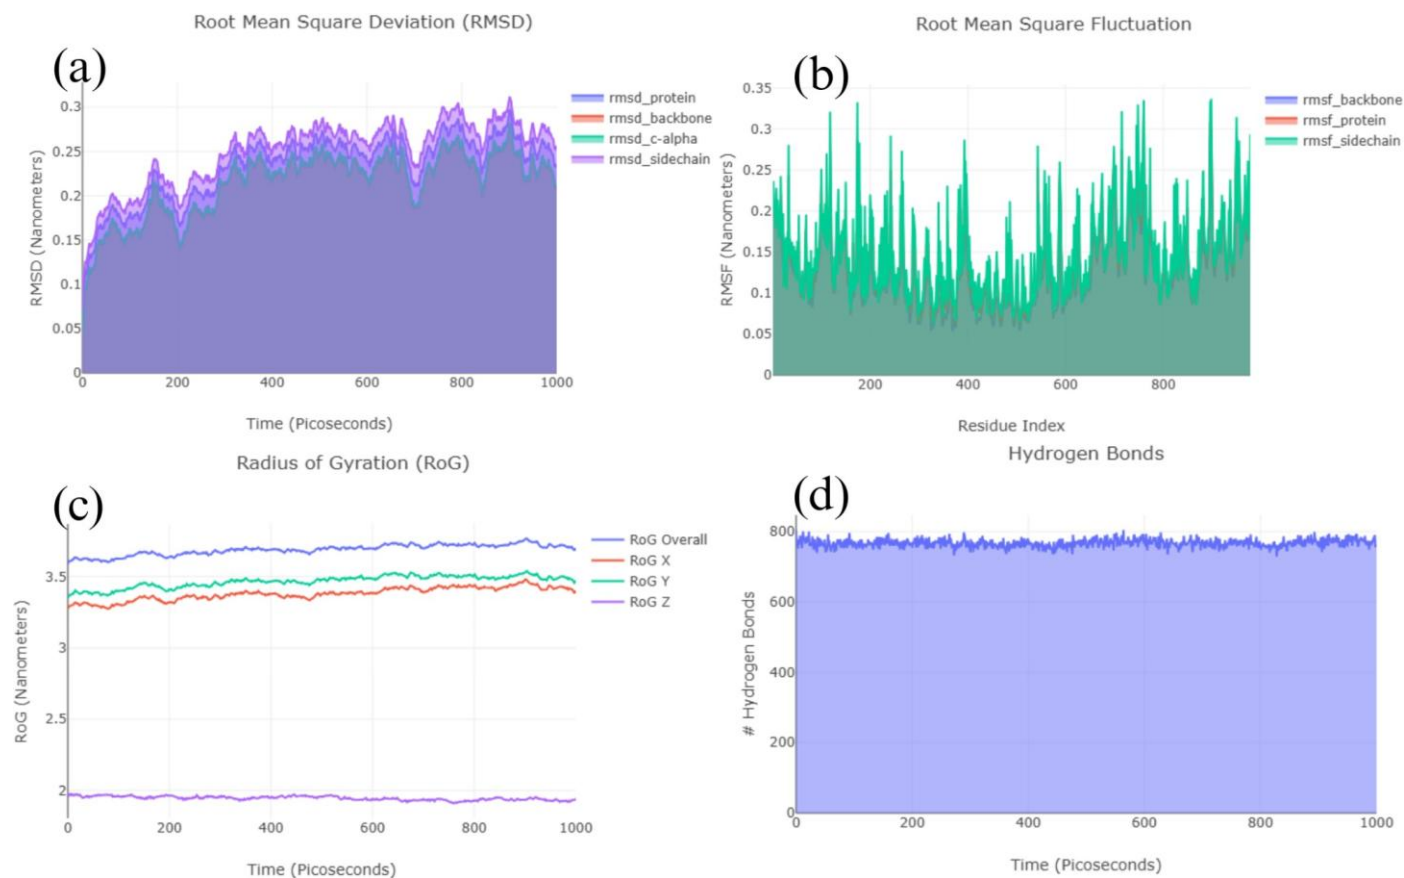 Root Mean Square Deviation (RMSD)
(a)
rmsd_protein
rmsd_backbone
rmsd_c-alpha
rmsd_sidechain
RMSD (Nanometers)
0.3
0.25
0.2
0.15
0.1
0.05
0
0 200 400 600 800 1000
Time (Picoseconds)
Root Mean Square Fluctuation
(b)
rmsf_backbone
rmsf_protein
rmsf_sidechain
RMSF (Nanometers)
0.35
0.3
0.25
0.2
0.15
0.1
0.05
0
200 400 600 800
Residue Index
Radius of Gyration (RoG)
(c)
RoG Overall
RoG X
RoG Y
RoG Z
RoG (Nanometers)
3.5
3
2.5
2
0 200 400 600 800 1000
Time (Picoseconds)
Hydrogen Bonds
(d)
# Hydrogen Bonds
800
600
400
200
0
0 200 400 600 800 1000
Time (Picoseconds)